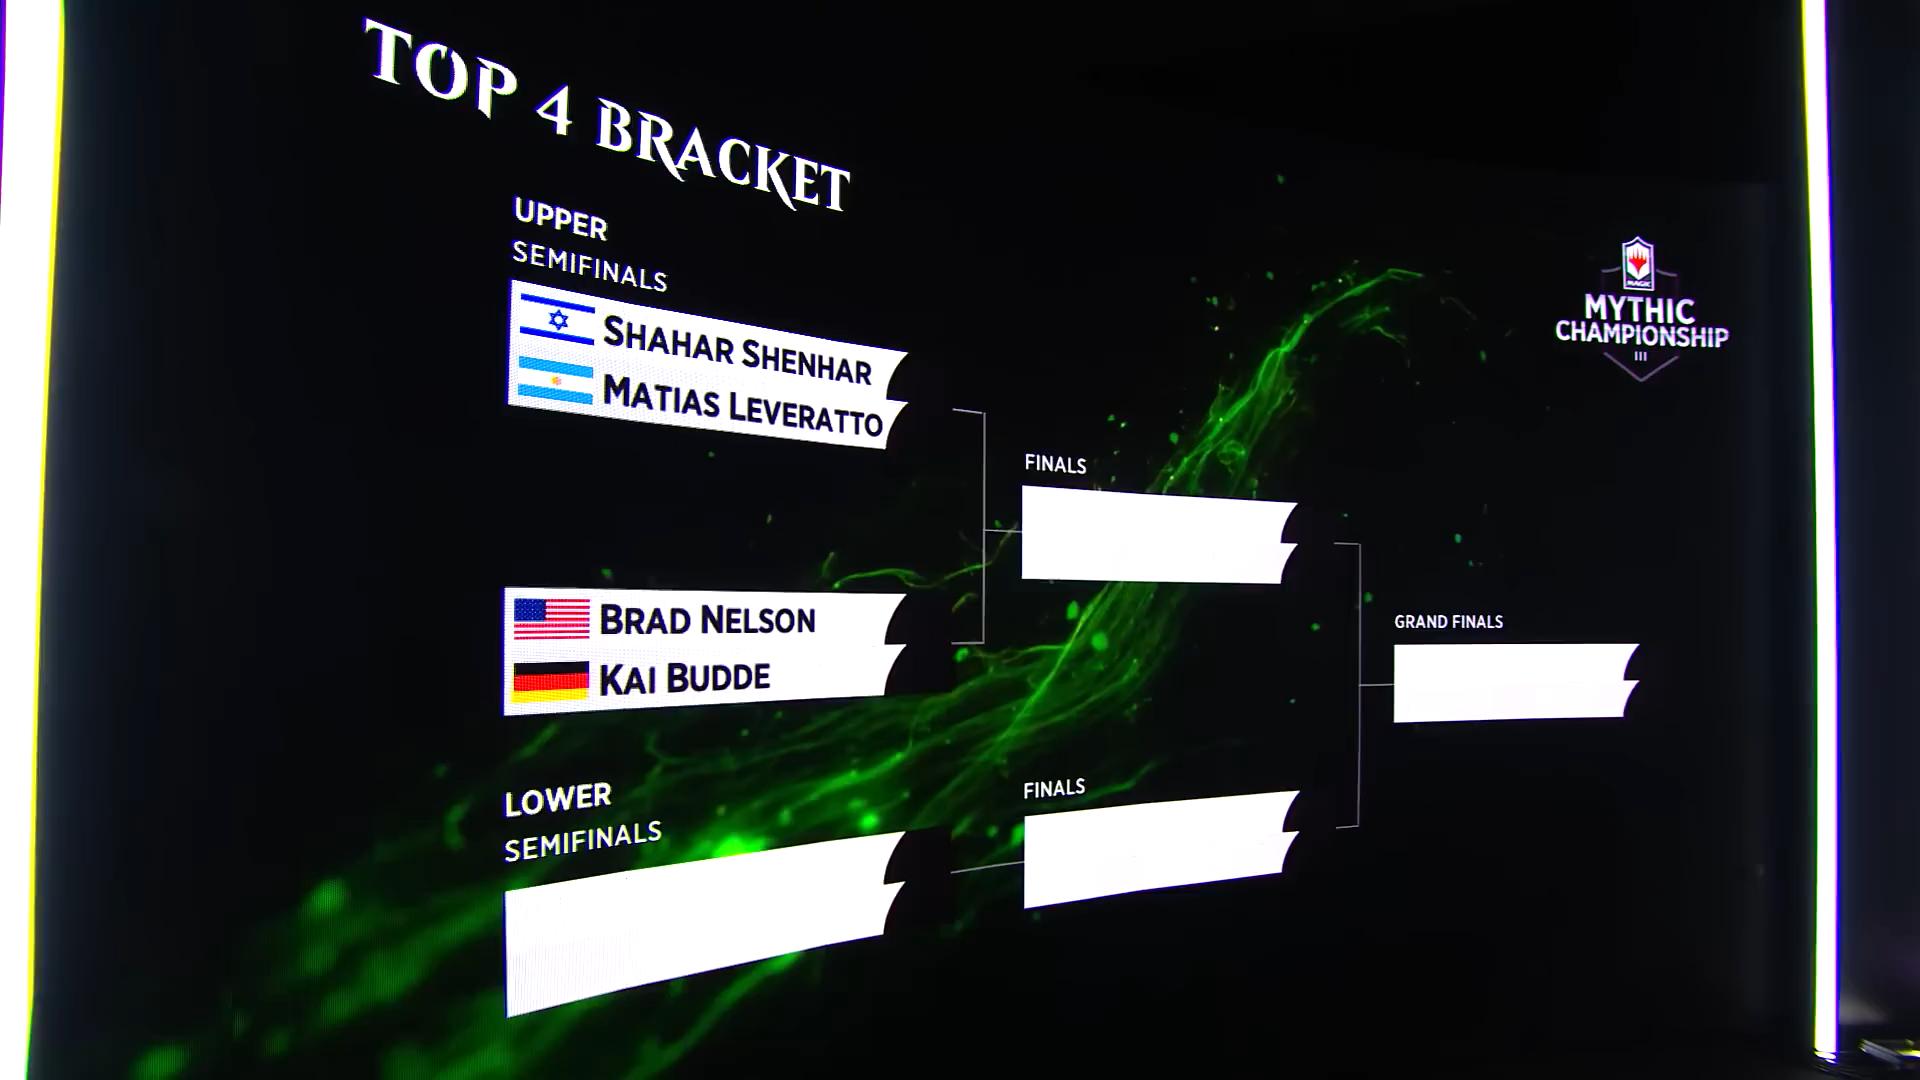 TOP 4 BRACKET
UPPER
SEMIFINALS
SHAHAR SHENHAR
MATIAS LEVERATTO
BRAD NELSON
KAI BUDDE
LOWER
SEMIFINALS
FINALS
FINALS
GRAND FINALS
MAGIC
MYTHIC
CHAMPIONSHIP
III